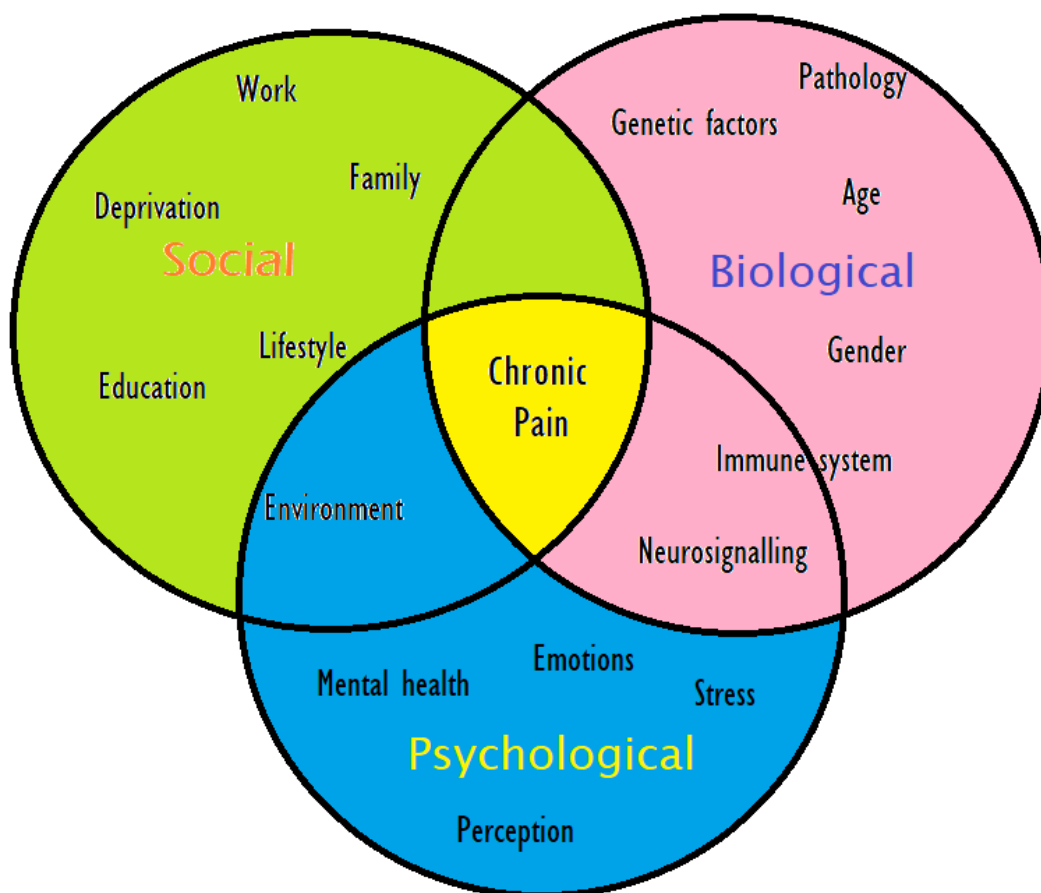 Work
Pathology
Genetic factors
Family
Age
Deprivation
Social
Biological
Lifestyle
Gender
Education
Chronic
Pain
Immune system
Environment
Neurosignalling
Emotions
Mental health
Stress
Psychological
Perception